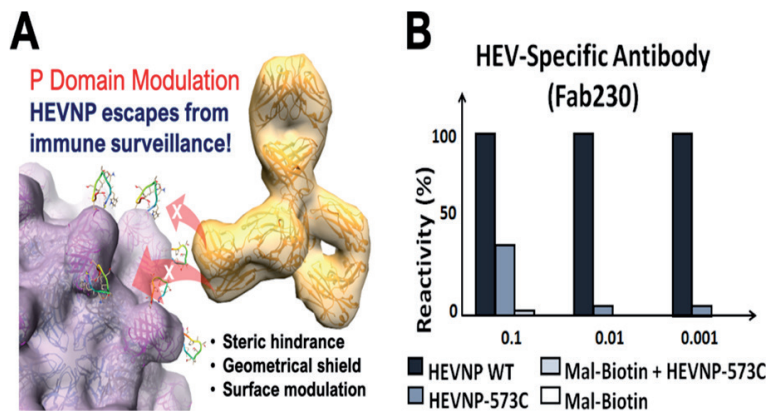 A
P Domain Modulation
HEVNP escapes from
immune surveillance!
X
X
• Steric hindrance
• Geometrical shield
• Surface modulation
B
HEV-Specific Antibody
(Fab230)
Reactivity (%)
100
50
0
0.1 0.01 0.001
HEVNP WT
Mal-Biotin + HEVNP-573C
HEVNP-573C
Mal-Biotin